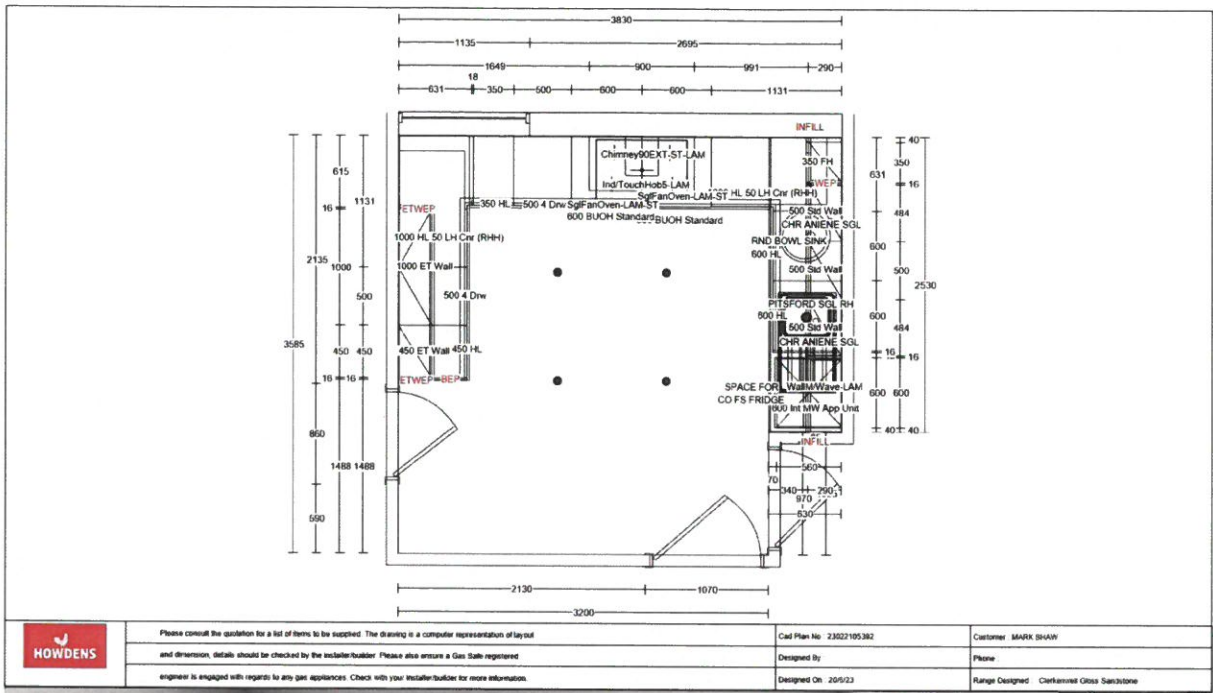 3830
1135 2695
1649 900 991 290
18
631 350 500 600 600 1131
INFILL
Chimney90EXT-ST-LAM
350 FH
Ind/TouchHob5-LAM
SglFanOven-LAM-ST
WEP
HL 50 LH Cnr (RHH)
ETWEP
350 HL 500 4 Drw SglFanOven-LAM-ST
600 BUOH Standard
BUOH Standard
500 Std Wall
CHR ANIENE SGL
RND BOWL SINK
600 HL
1000 HL 50 LH Cnr (RHH)
1000 ET Wall
500 4 Drw
500 Std Wall
PITSFORD SGL RH
600 HL
500 Std Wall
CHR ANIENE SGL
450 ET Wall 450 HL
ETWEP BEP
SPACE FOR WallM/Wave-LAM
CO FS FRIDGE
600 Int MW App Unit
INFILL
615
16
1131
2135
1000
500
3585
450 450
16 16
860
1488 1488
590
40
631 350
16
484
600
500
2530
600
484
16 16
600 600
40 40
560
70
340 290
970
630
2130 1070
3200
HOWDENS
Please consult the quotation for a list of items to be supplied. The drawing is a computer representation of layout
and dimension, details should be checked by the installer/builder. Please also ensure a Gas Safe registered
engineer is engaged with regards to any gas appliances. Check with your installer/builder for more information.
Cad Plan No : 23022105392
Designed By
Designed On : 20/6/23
Customer : MARK SHAW
Phone :
Range Designed : Clerkenwell Gloss Sandstone